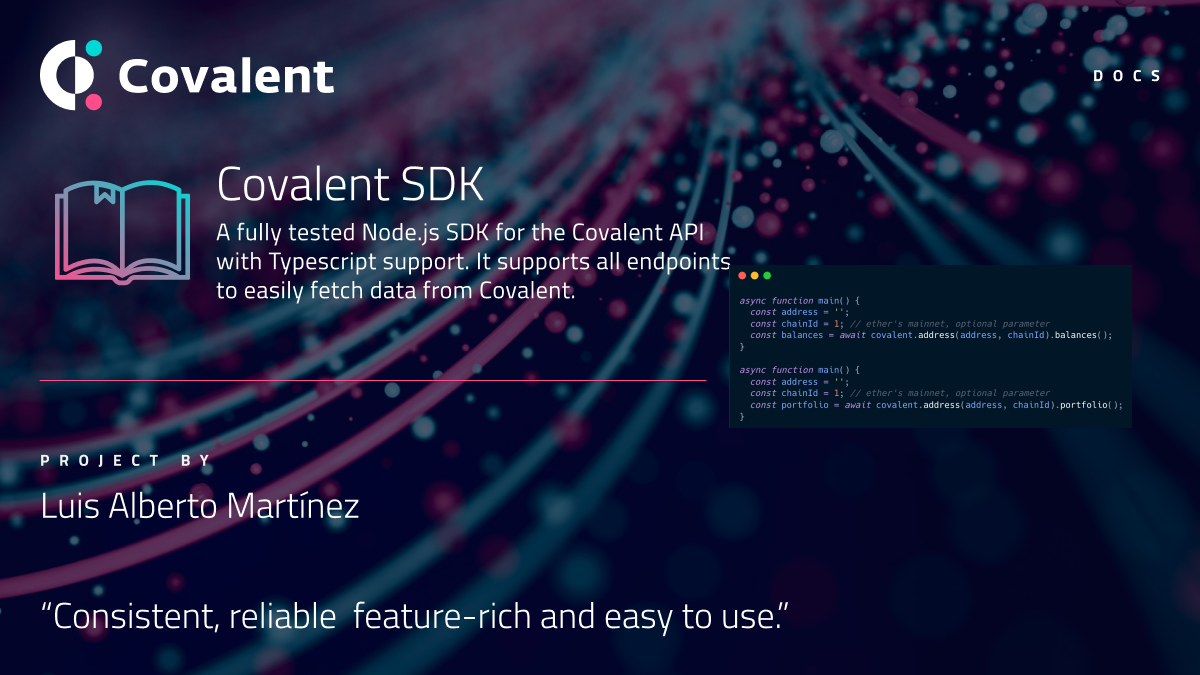 Covalent
DOCS
Covalent SDK
A fully tested Node.js SDK for the Covalent API
with Typescript support. It supports all endpoints
to easily fetch data from Covalent.
async function main() {
  const address = '';
  const chainId = 1; // ether's mainnet, optional parameter
  const balances = await covalent.address(address, chainId).balances();
}
async function main() {
  const address = '';
  const chainId = 1; // ether's mainnet, optional parameter
  const portfolio = await covalent.address(address, chainId).portfolio();
}
PROJECT BY
Luis Alberto Martínez
“Consistent, reliable  feature-rich and easy to use.”